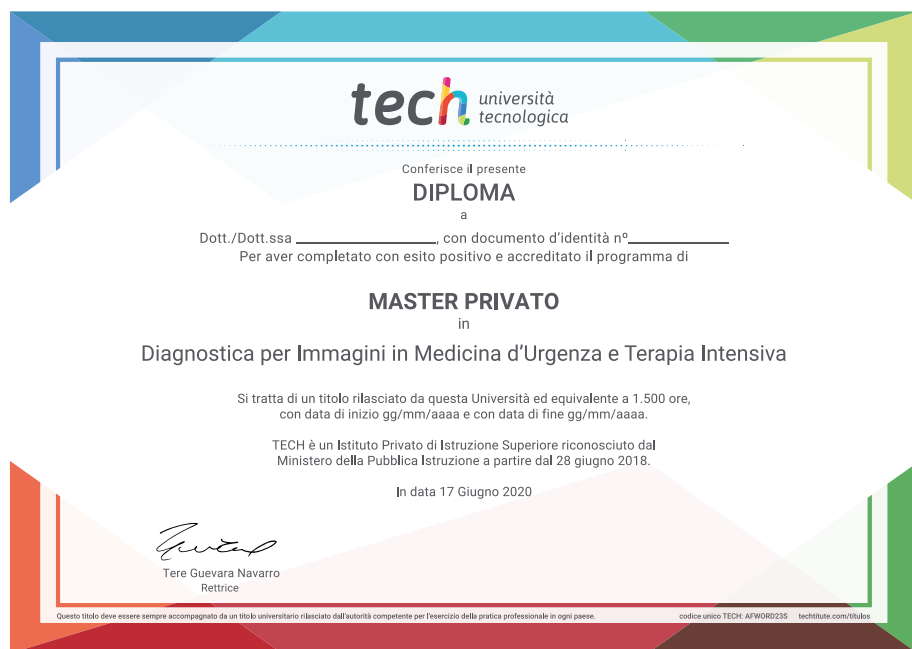 tech università
tecnologica
Conferisce il presente
DIPLOMA
a
Dott./Dott.ssa ________________, con documento d'identità nº____________
Per aver completato con esito positivo e accreditato il programma di
MASTER PRIVATO
in
Diagnostica per Immagini in Medicina d'Urgenza e Terapia Intensiva
Si tratta di un titolo rilasciato da questa Università ed equivalente a 1.500 ore,
con data di inizio gg/mm/aaaa e con data di fine gg/mm/aaaa.
TECH è un Istituto Privato di Istruzione Superiore riconosciuto dal
Ministero della Pubblica Istruzione a partire dal 28 giugno 2018.
In data 17 Giugno 2020
Tere Guevara Navarro
Rettrice
Questo titolo deve essere sempre accompagnato da un titolo universitario rilasciato dall'autorità competente per l'esercizio della pratica professionale in ogni paese. codice unico TECH: AFWORD23S techtitute.com/titulos